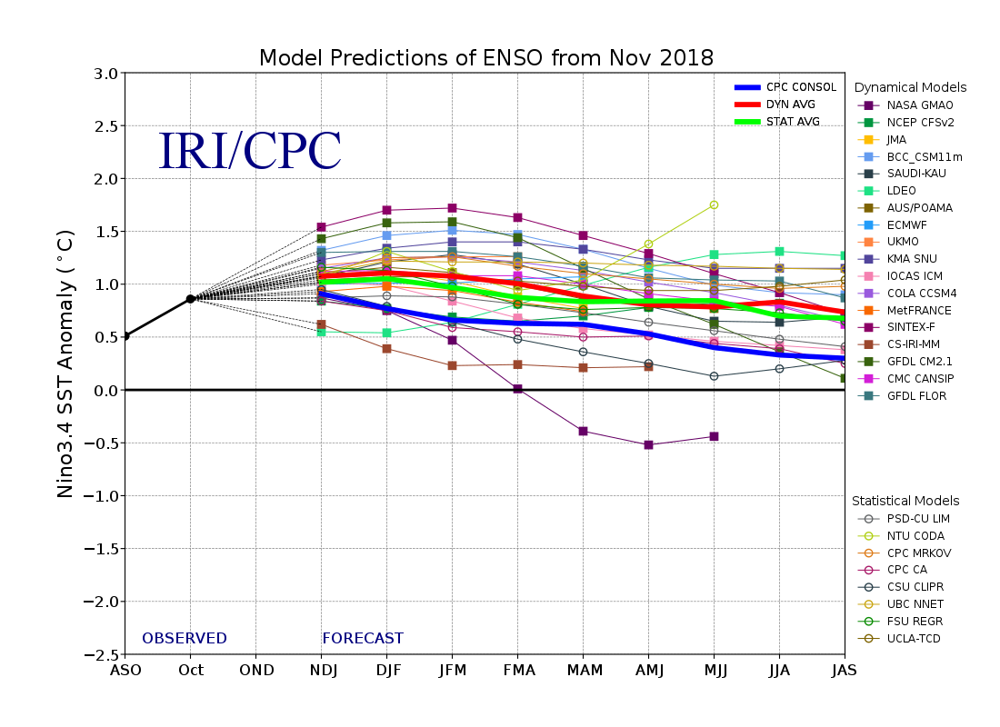 Model Predictions of ENSO from Nov 2018
IRI/CPC
CPC CONSOL
DYN AVG
STAT AVG
Nino3.4 SST Anomaly (°C)
3.0
2.5
2.0
1.5
1.0
0.5
0.0
−0.5
−1.0
−1.5
−2.0
−2.5
OBSERVED
FORECAST
ASO Oct OND NDJ DJF JFM FMA MAM AMJ MJJ JJA JAS
Dynamical Models
NASA GMAO
NCEP CFSv2
JMA
BCC_CSM11m
SAUDI-KAU
LDEO
AUS/POAMA
ECMWF
UKMO
KMA SNU
IOCAS ICM
COLA CCSM4
MetFRANCE
SINTEX-F
CS-IRI-MM
GFDL CM2.1
CMC CANSIP
GFDL FLOR
Statistical Models
PSD-CU LIM
NTU CODA
CPC MRKOV
CPC CA
CSU CLIPR
UBC NNET
FSU REGR
UCLA-TCD